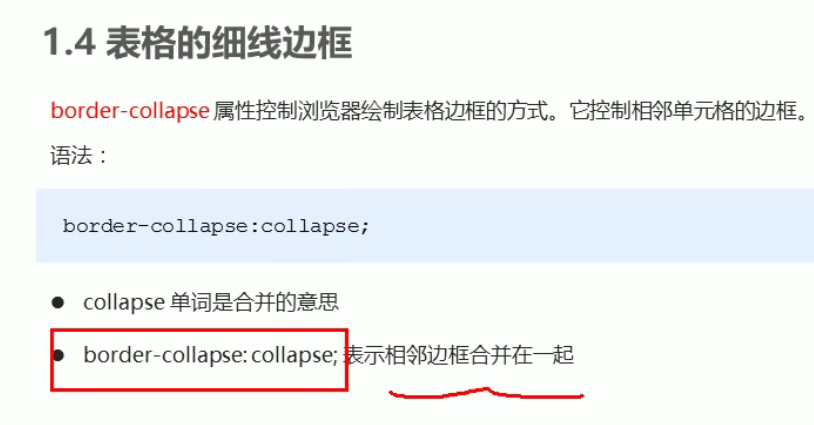 1.4 表格的细线边框
border-collapse 属性控制浏览器绘制表格边框的方式。它控制相邻单元格的边框。
语法：
border-collapse:collapse;
● collapse 单词是合并的意思
● border-collapse: collapse; 表示相邻边框合并在一起